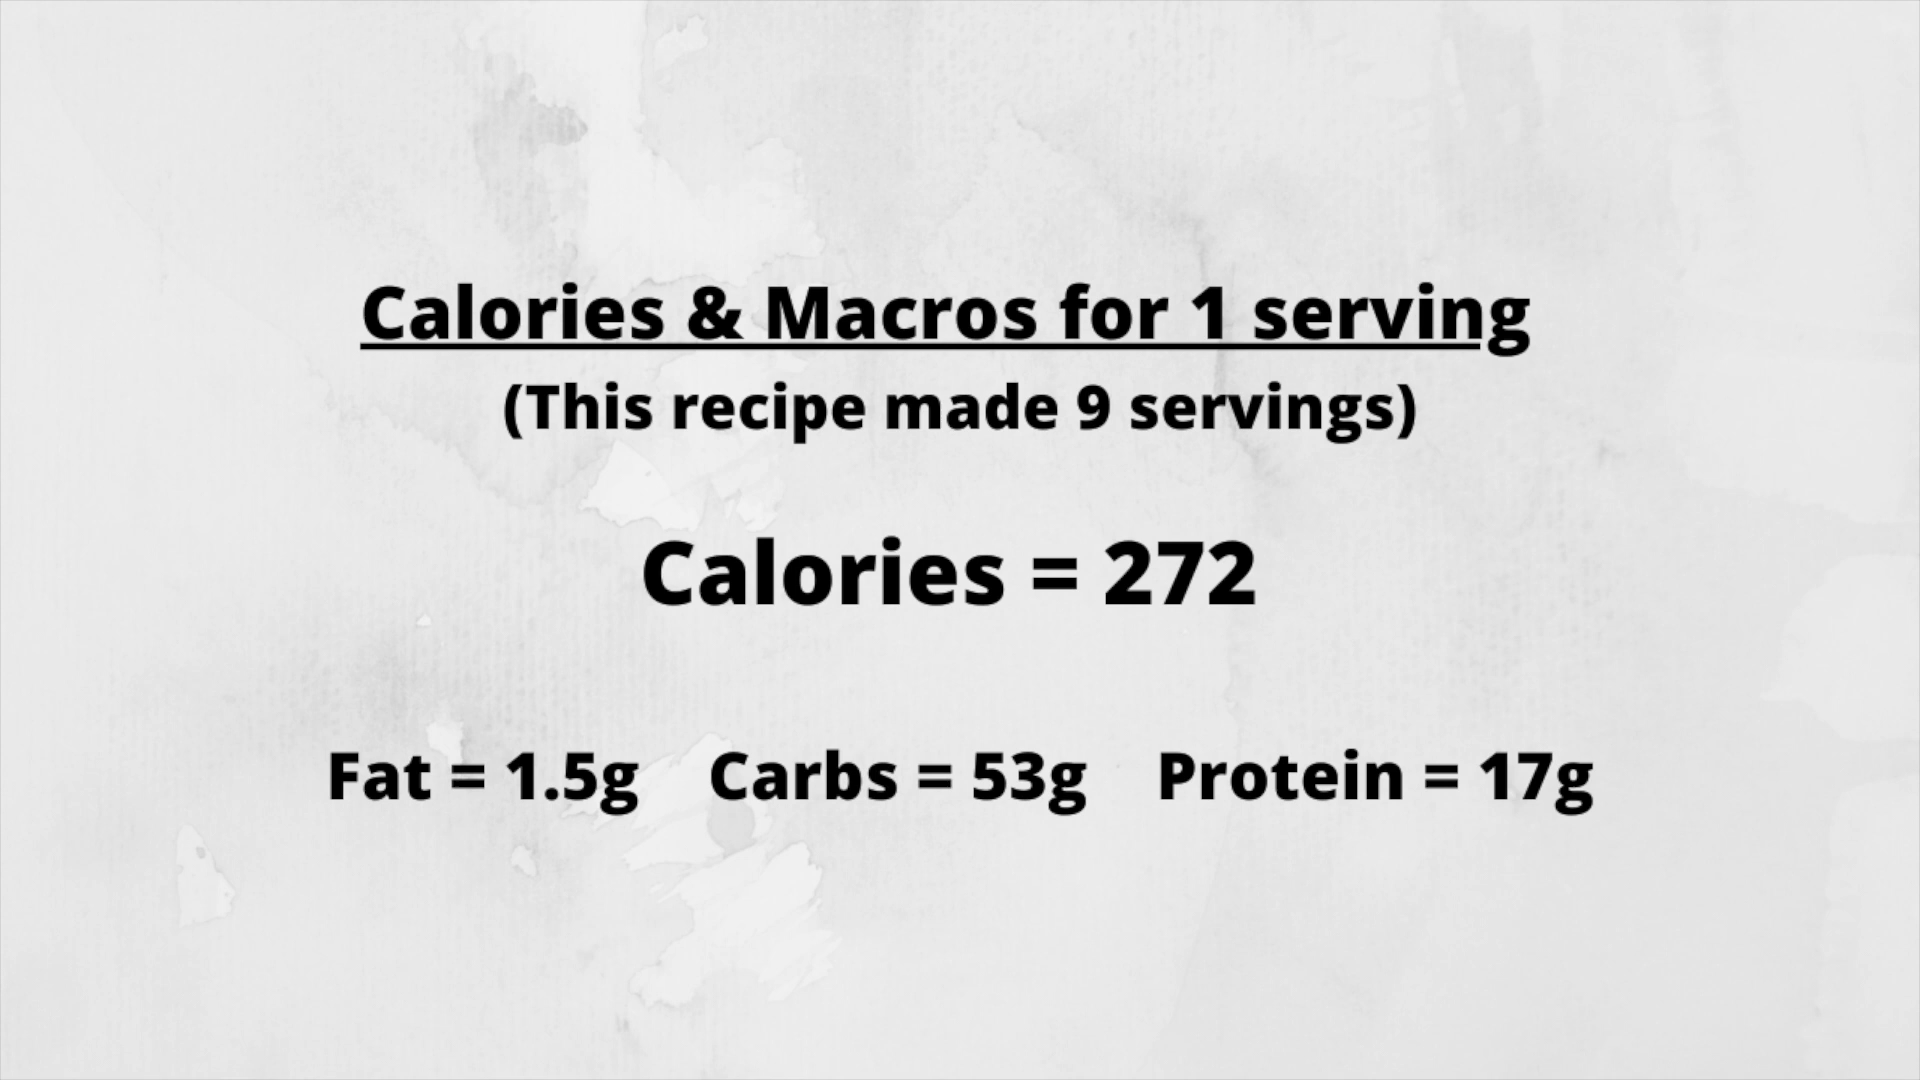 Calories & Macros for 1 serving
(This recipe made 9 servings)
Calories = 272
Fat = 1.5g Carbs = 53g Protein = 17g